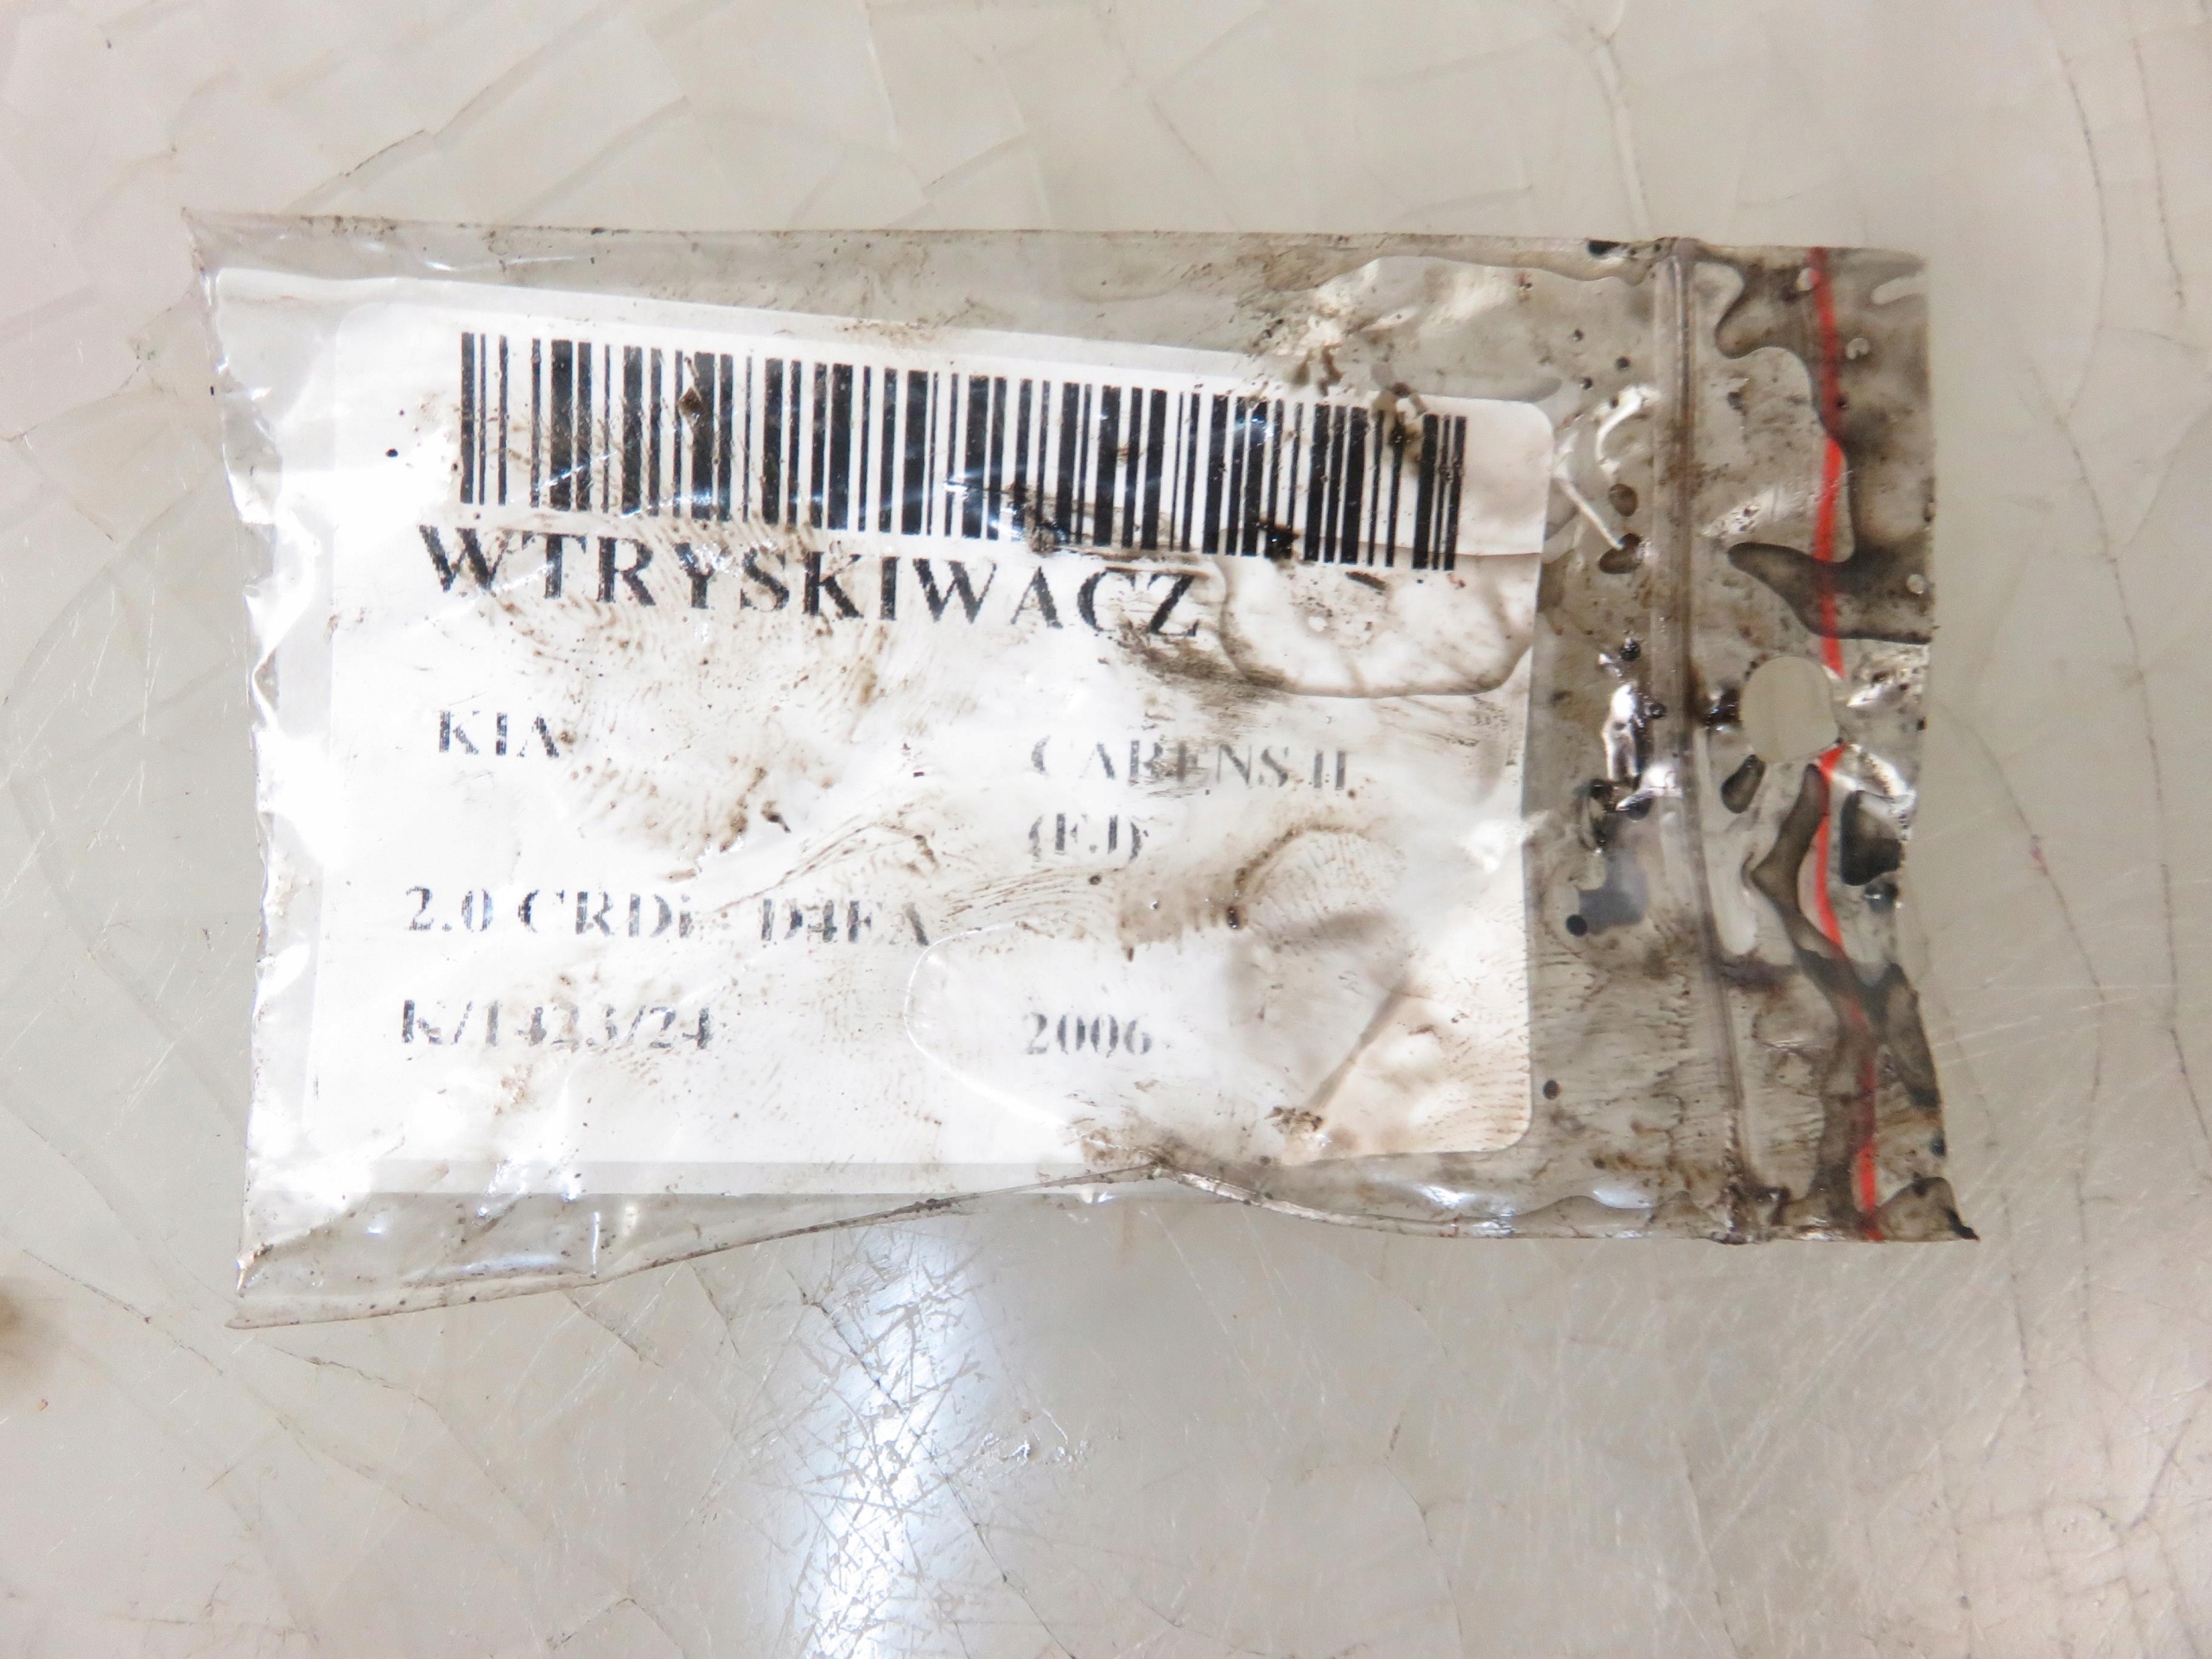 WTRYSKIWACZ
KIA CARENS II
(FJ)
2.0 CRDi - D4EA
K/1423/24 2006